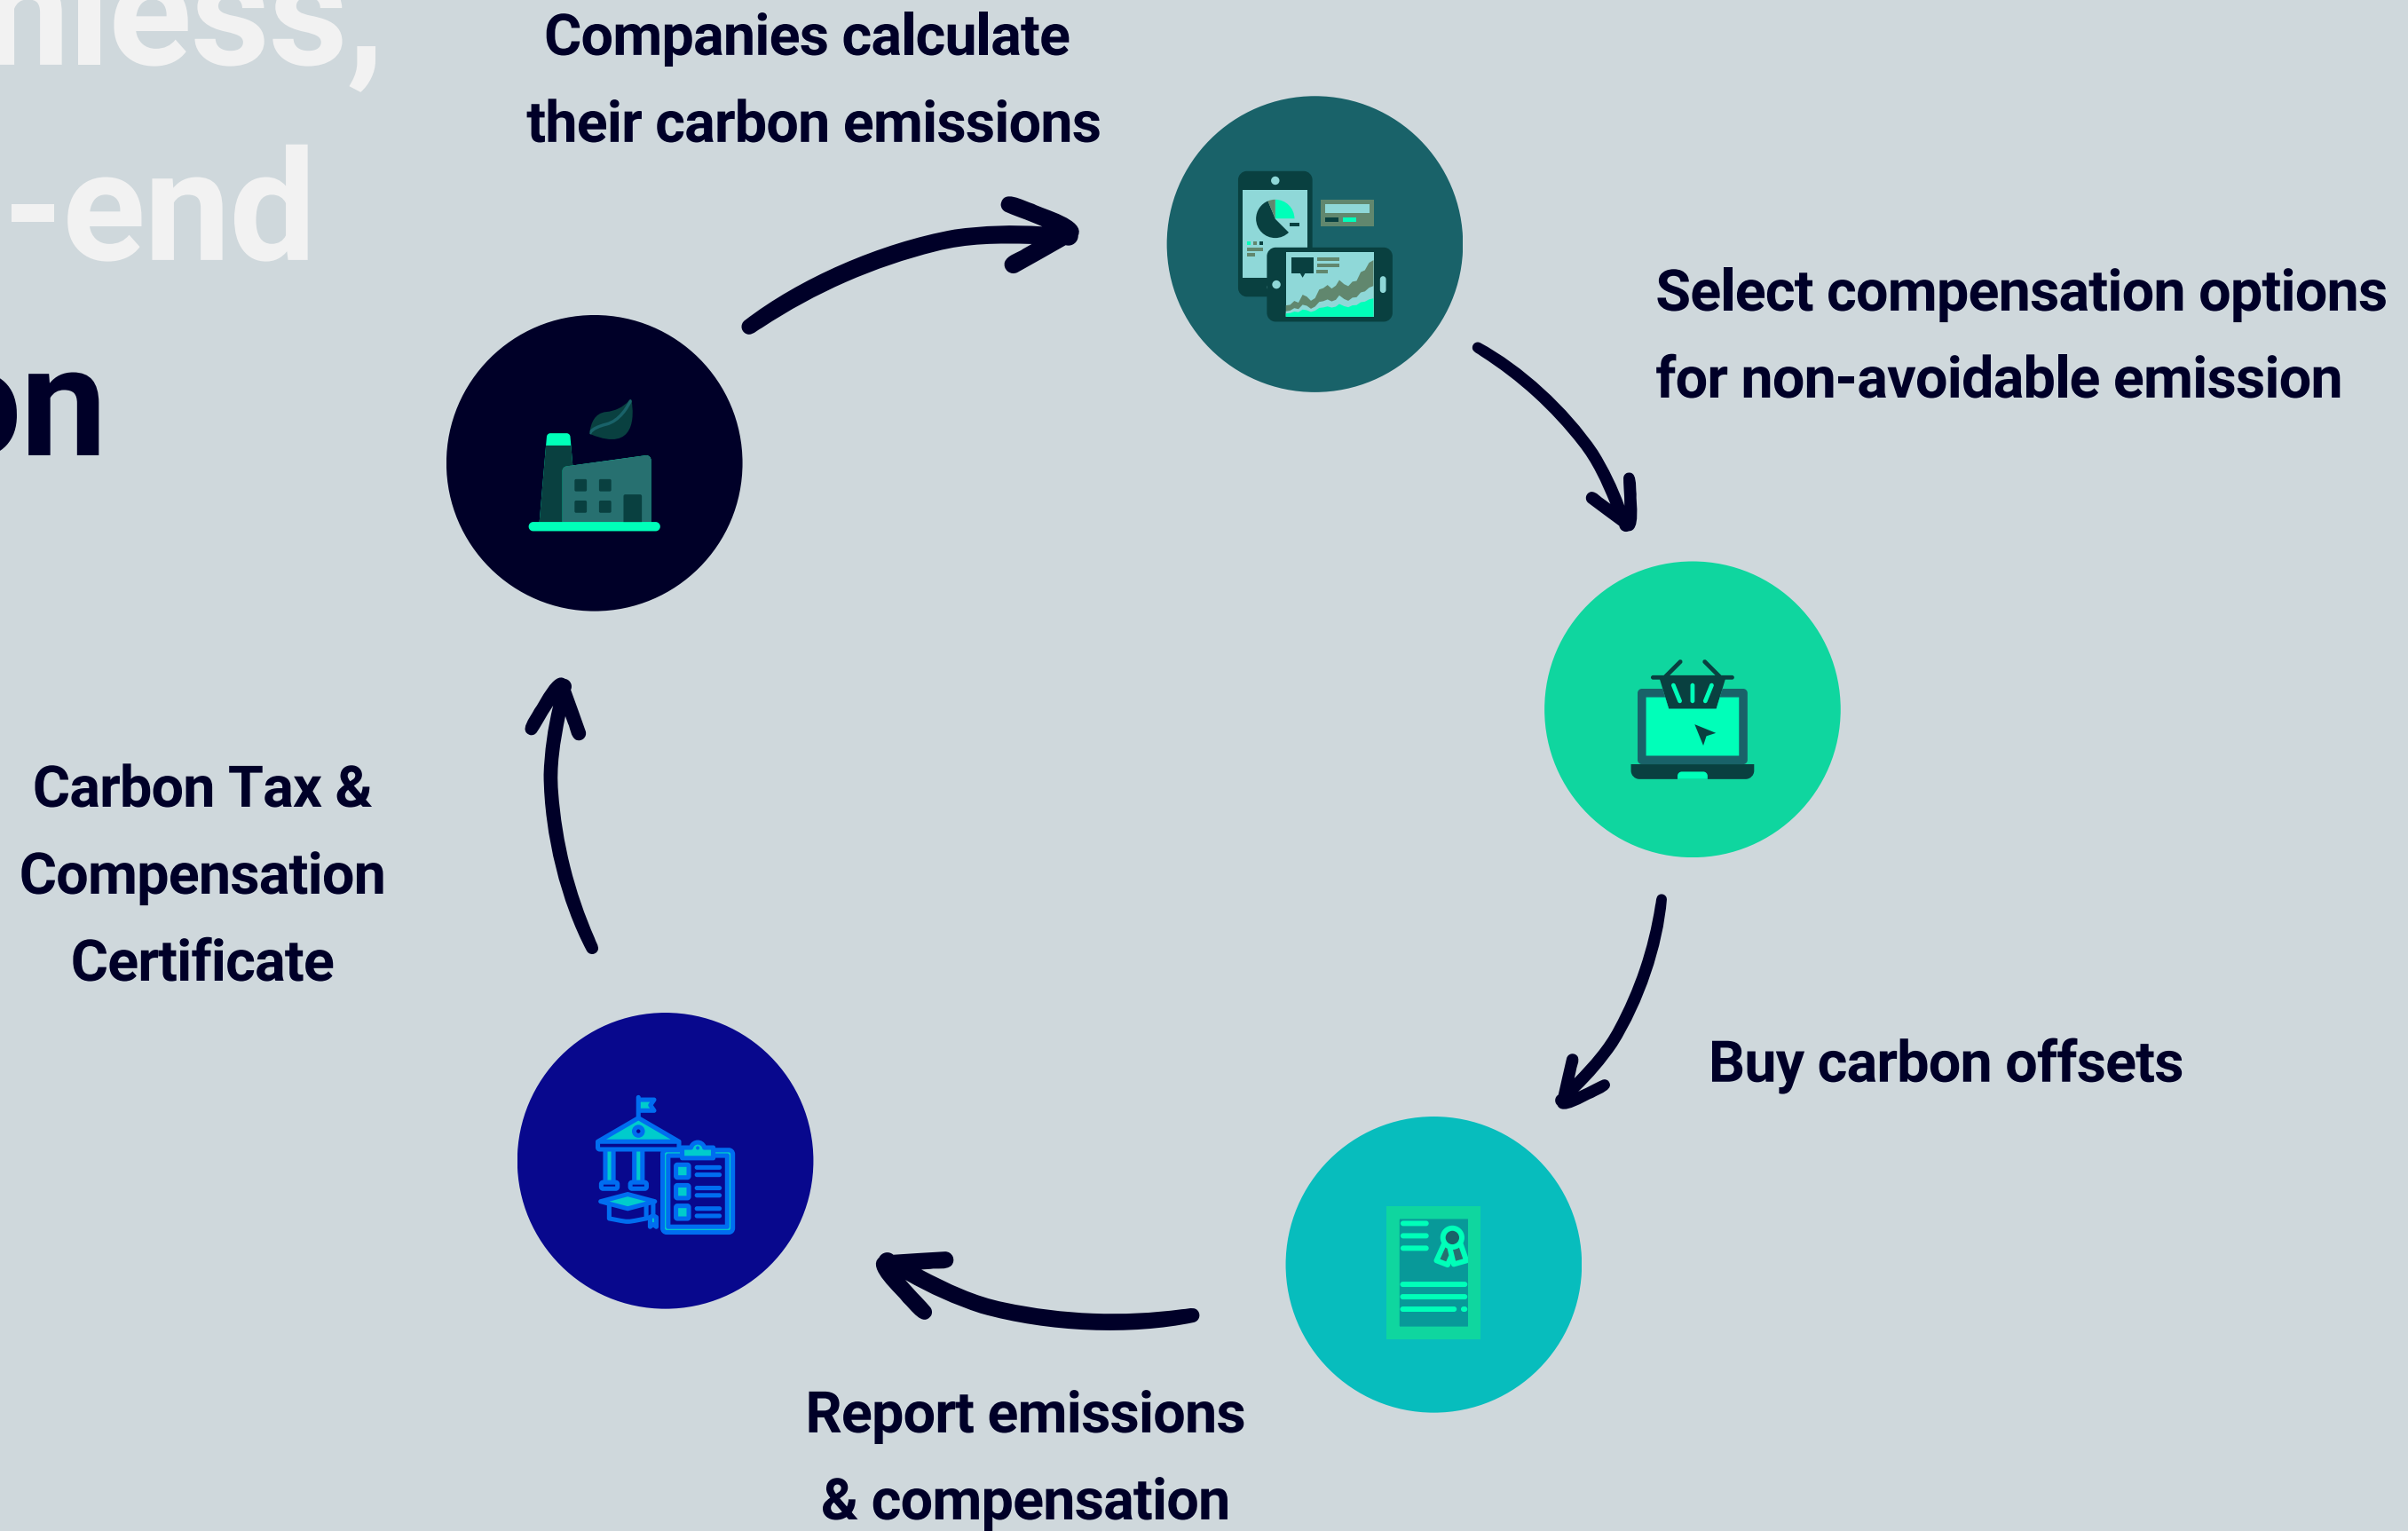 Companies calculate
their carbon emissions
-end
Select compensation options
for non-avoidable emission
Carbon Tax &
Compensation
Certificate
Buy carbon offsets
Report emissions
& compensation